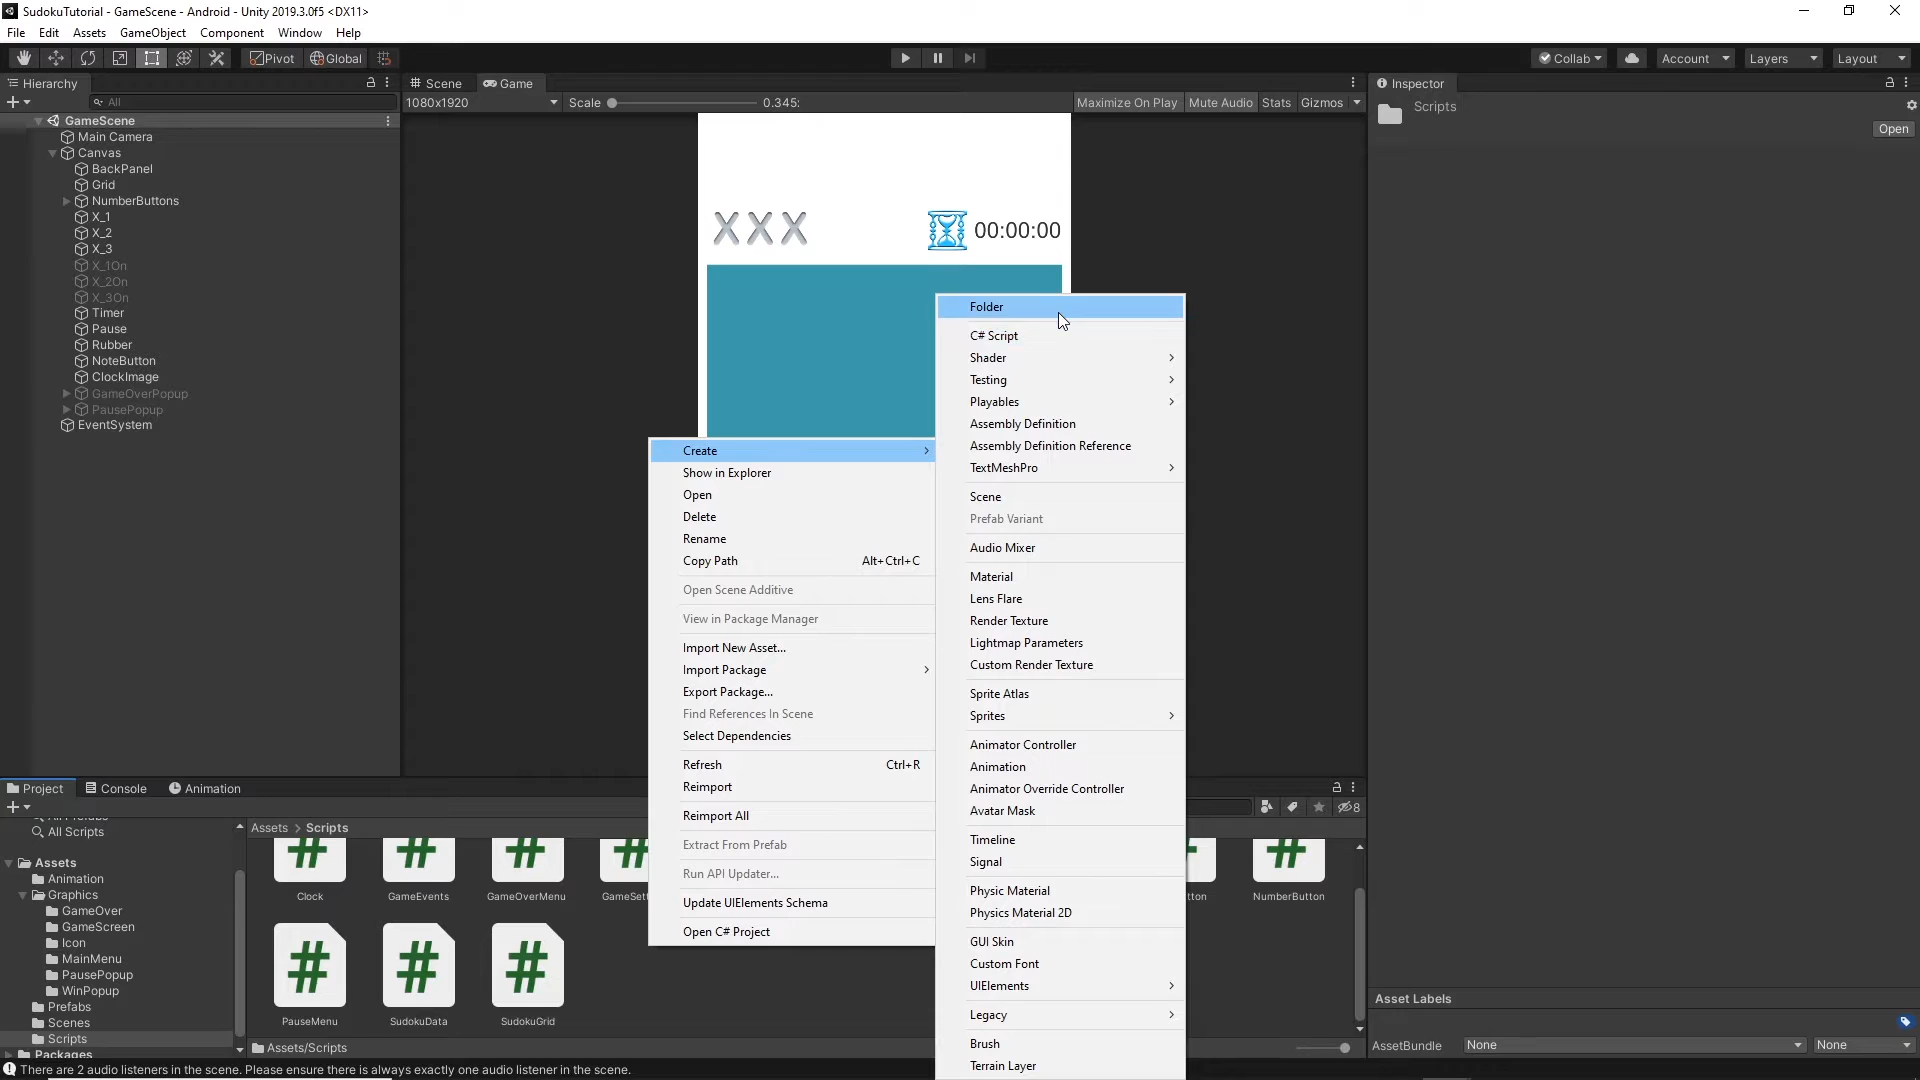 SudokuTutorial - GameScene - Android - Unity 2019.3.0f5 <DX11>
File Edit Assets GameObject Component Window Help
Pivot Global Collab Account Layers Layout
Hierarchy
All
GameScene
Main Camera
Canvas
BackPanel
Grid
NumberButtons
X_1
X_2
X_3
X_1On
X_2On
X_3On
Timer
Pause
Rubber
NoteButton
ClockImage
GameOverPopup
PausePopup
EventSystem
Scene Game
1080x1920 Scale 0.345: Maximize On Play Mute Audio Stats Gizmos
XXX 00:00:00
Create
Show in Explorer
Open
Delete
Rename
Copy Path Alt+Ctrl+C
Open Scene Additive
View in Package Manager
Import New Asset...
Import Package
Export Package...
Find References In Scene
Select Dependencies
Refresh Ctrl+R
Reimport
Reimport All
Extract From Prefab
Run API Updater...
Update UIElements Schema
Open C# Project
Folder
C# Script
Shader
Testing
Playables
Assembly Definition
Assembly Definition Reference
TextMeshPro
Scene
Prefab Variant
Audio Mixer
Material
Lens Flare
Render Texture
Lightmap Parameters
Custom Render Texture
Sprite Atlas
Sprites
Animator Controller
Animation
Animator Override Controller
Avatar Mask
Timeline
Signal
Physic Material
Physics Material 2D
GUI Skin
Custom Font
UIElements
Legacy
Brush
Terrain Layer
Inspector
Scripts
Open
Asset Labels
AssetBundle None None
Project Console Animation
8
All Scripts
Assets
Animation
Graphics
GameOver
GameScreen
Icon
MainMenu
PausePopup
WinPopup
Prefabs
Scenes
Scripts
Packages
Assets > Scripts
# # # # #
Clock GameEvents GameOverMenu GameSett tton NumberButton
# # #
PauseMenu SudokuData SudokuGrid
Assets/Scripts
There are 2 audio listeners in the scene. Please ensure there is always exactly one audio listener in the scene.